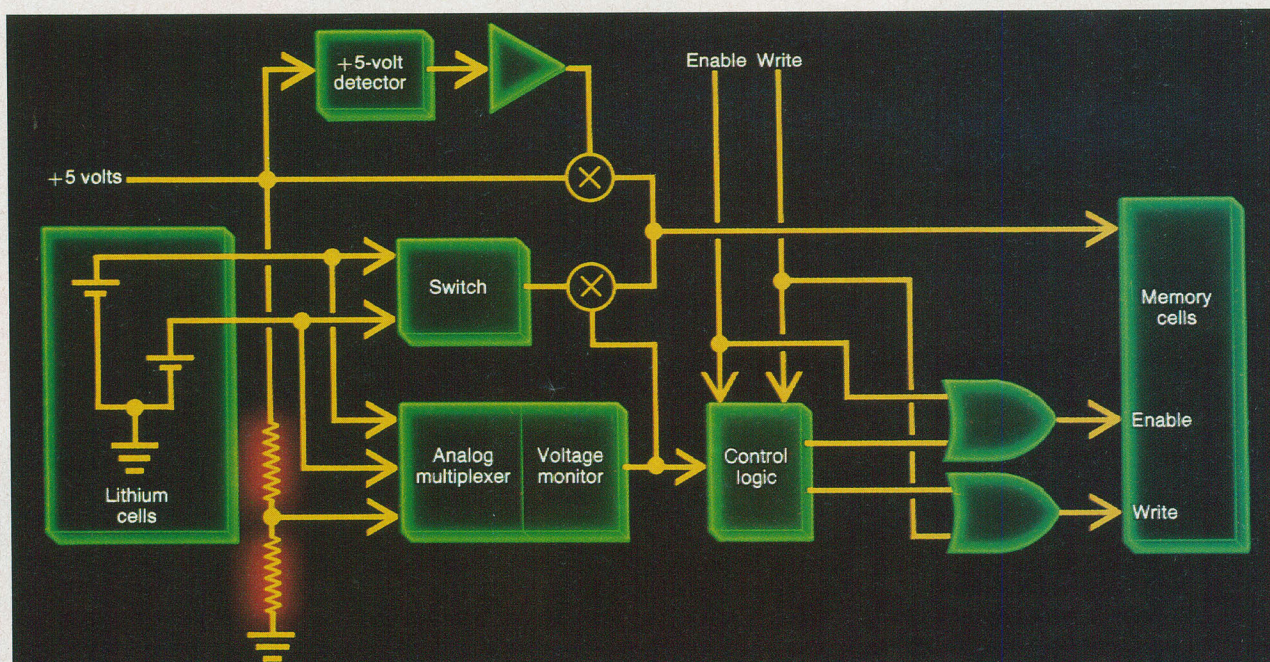 +5-volt
detector
Enable Write
+5 volts
Switch
Memory
cells
Enable
Analog
multiplexer
Voltage
monitor
Control
logic
Lithium
cells
Write